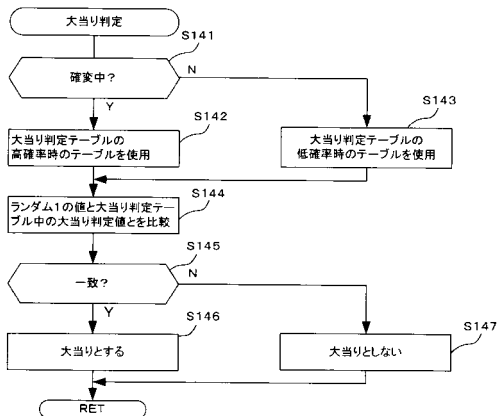 大当り判定
S141
確変中?
N
Y
S142
S143
大当り判定テーブルの
高確率時のテーブルを使用
大当り判定テーブルの
低確率時のテーブルを使用
S144
ランダム1の値と大当り判定テー
ブル中の大当り判定値とを比較
S145
一致?
N
Y
S146
S147
大当りとする
大当りとしない
RET